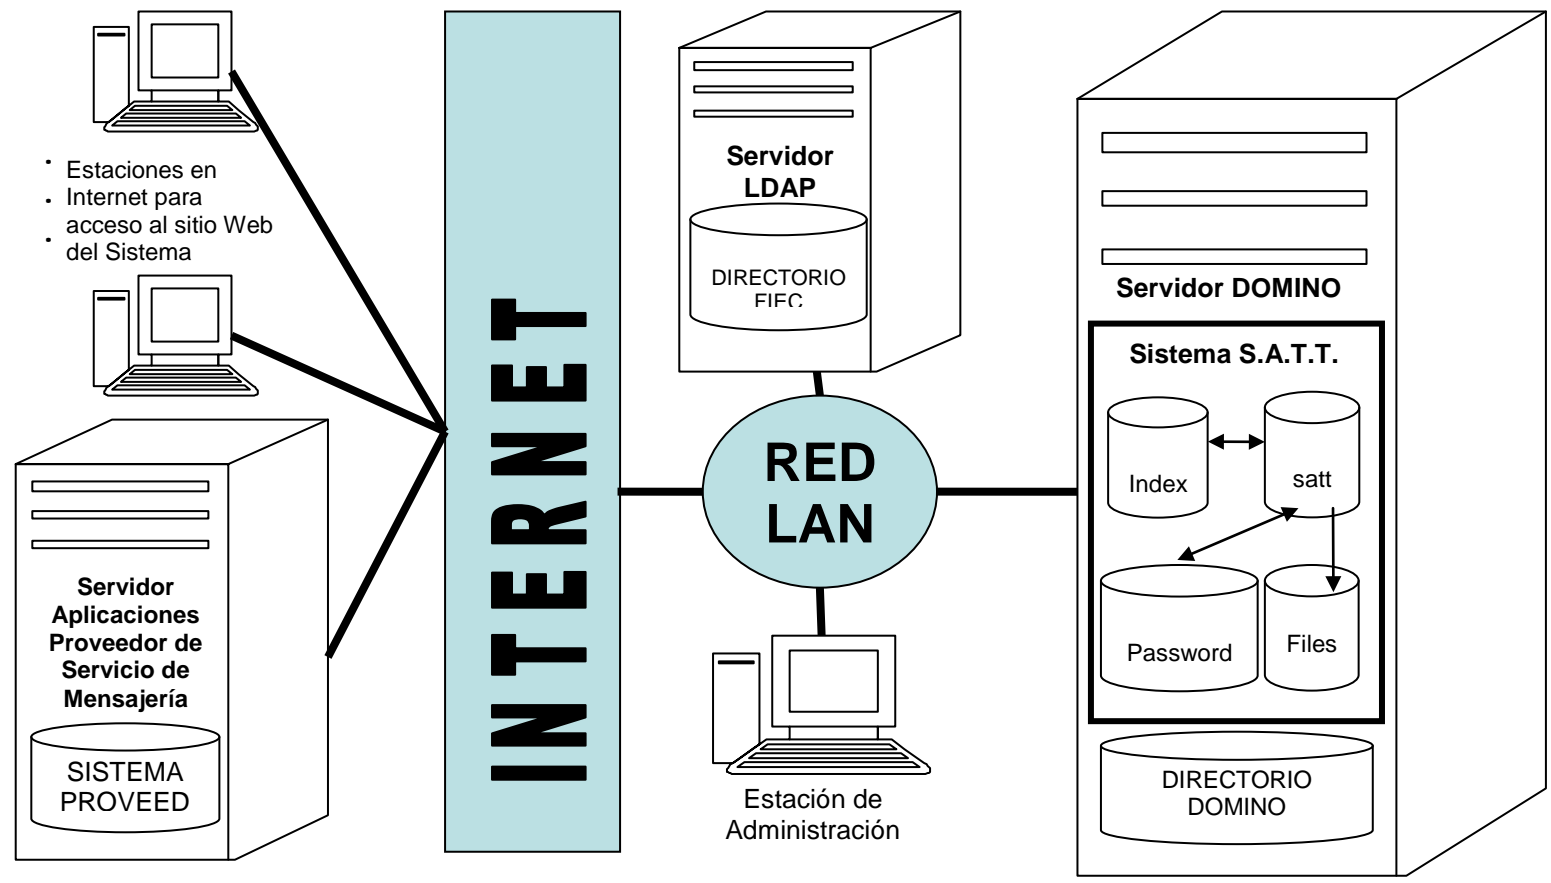 Estaciones en
Internet para
acceso al sitio Web
del Sistema
Servidor
Aplicaciones
Proveedor de
Servicio de
Mensajería
SISTEMA
PROVEED
INTERNET
Servidor
LDAP
DIRECTORIO
FIEC
RED
LAN
Estación de
Administración
Servidor DOMINO
Sistema S.A.T.T.
Index
satt
Password
Files
DIRECTORIO
DOMINO